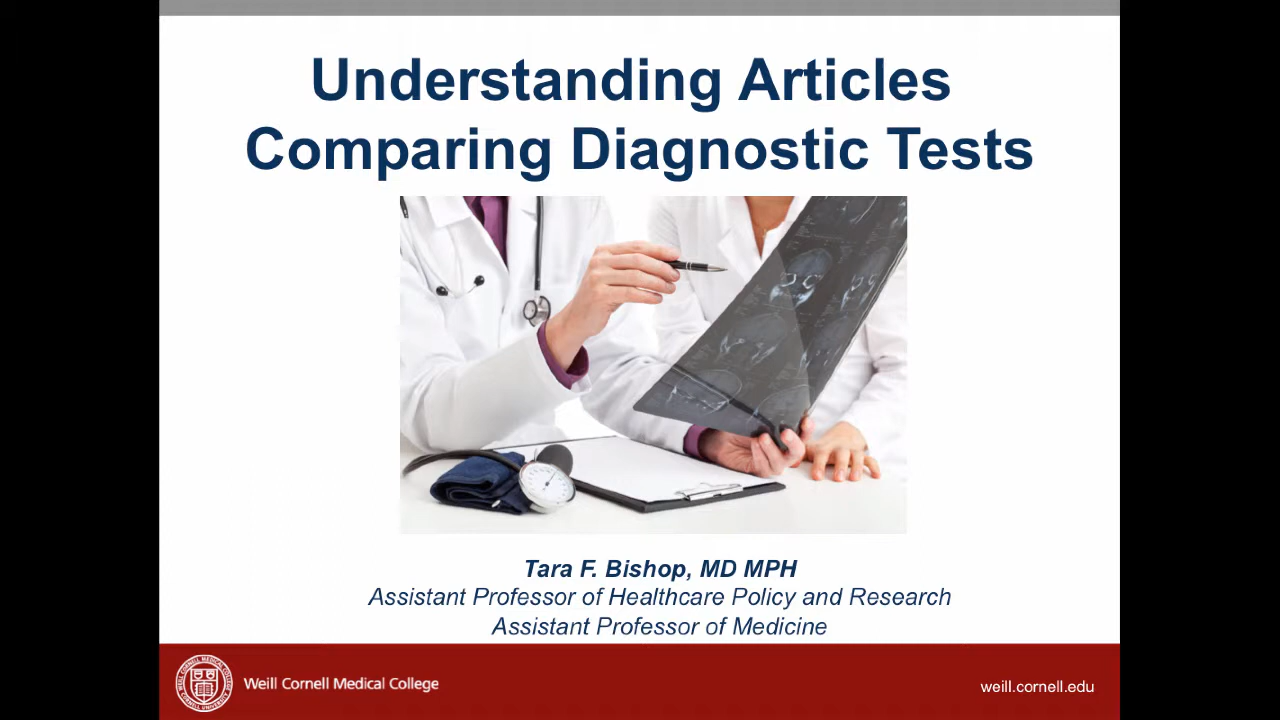 Understanding Articles
Comparing Diagnostic Tests
Tara F. Bishop, MD MPH
Assistant Professor of Healthcare Policy and Research
Assistant Professor of Medicine
Weill Cornell Medical College
weill.cornell.edu